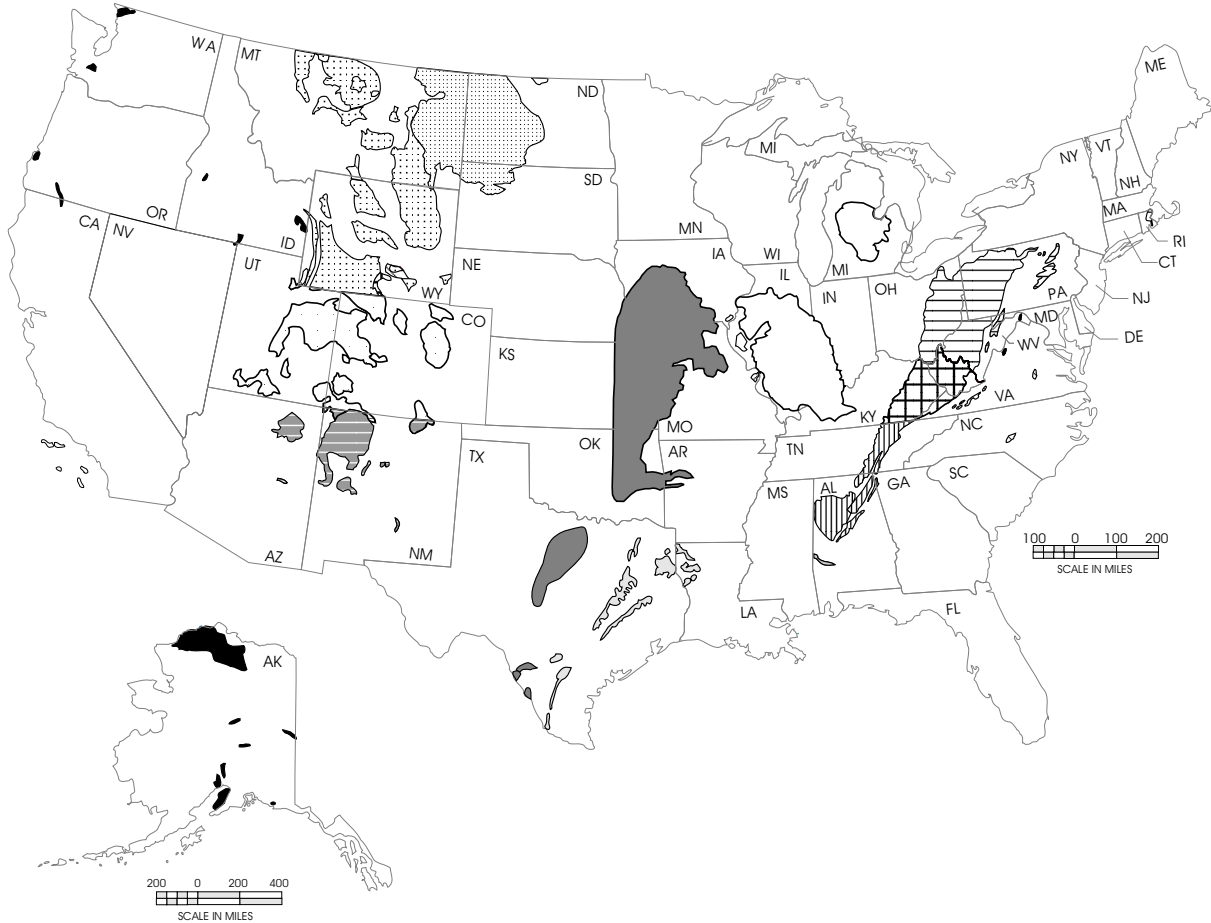 WA
MT
ND
ME
MI
NY
VT
NH
SD
MA
OR
CA
NV
ID
MN
IA
WI
RI
CT
UT
NE
WY
IL
MI
IN
OH
PA
NJ
CO
MD
DE
WV
KS
VA
KY
NC
MO
OK
TN
AR
TX
SC
MS
AL
GA
AZ
NM
100 0 100 200
SCALE IN MILES
LA
FL
AK
200 0 200 400
SCALE IN MILES